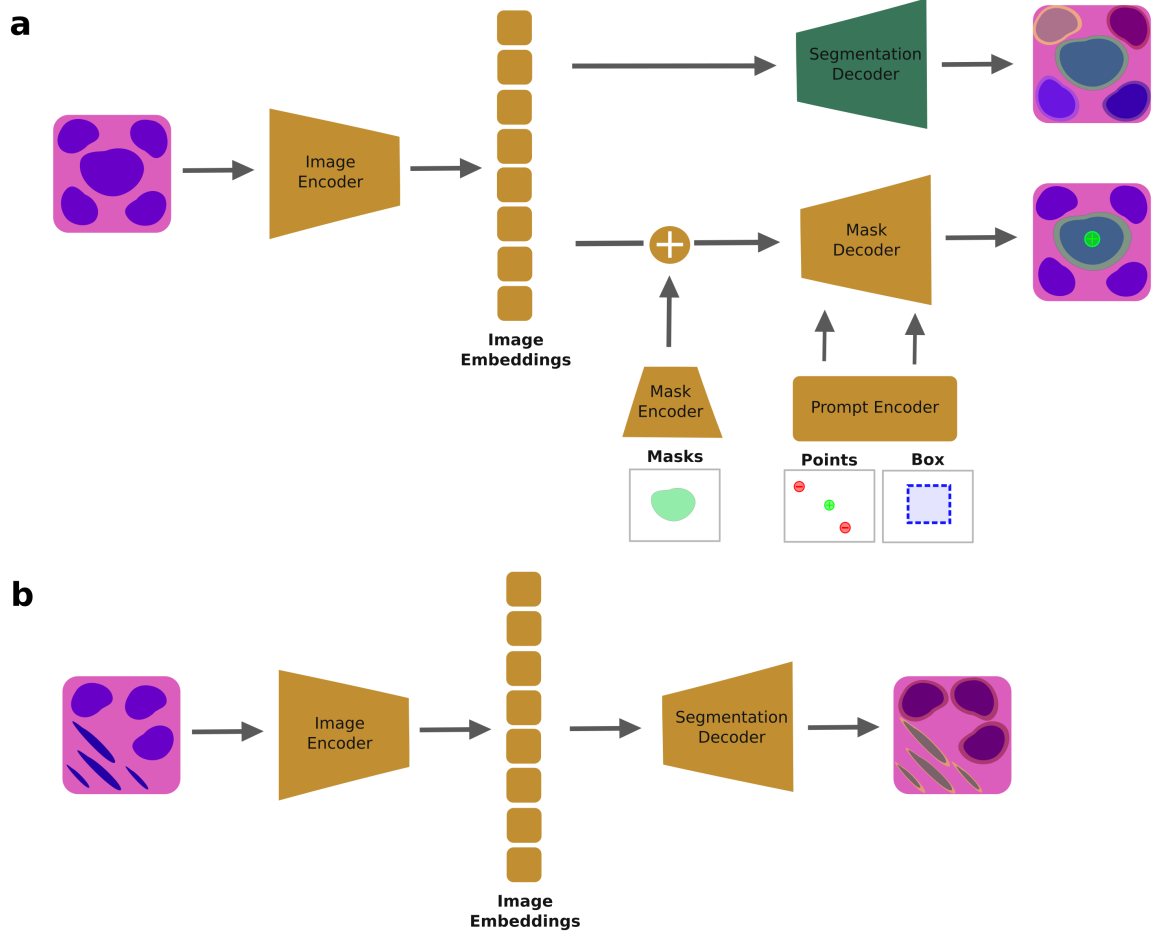 a
Segmentation
Decoder
Image
Encoder
Mask
Decoder
Image
Embeddings
Mask
Encoder
Prompt Encoder
Masks
Points
Box
b
Image
Encoder
Segmentation
Decoder
Image
Embeddings